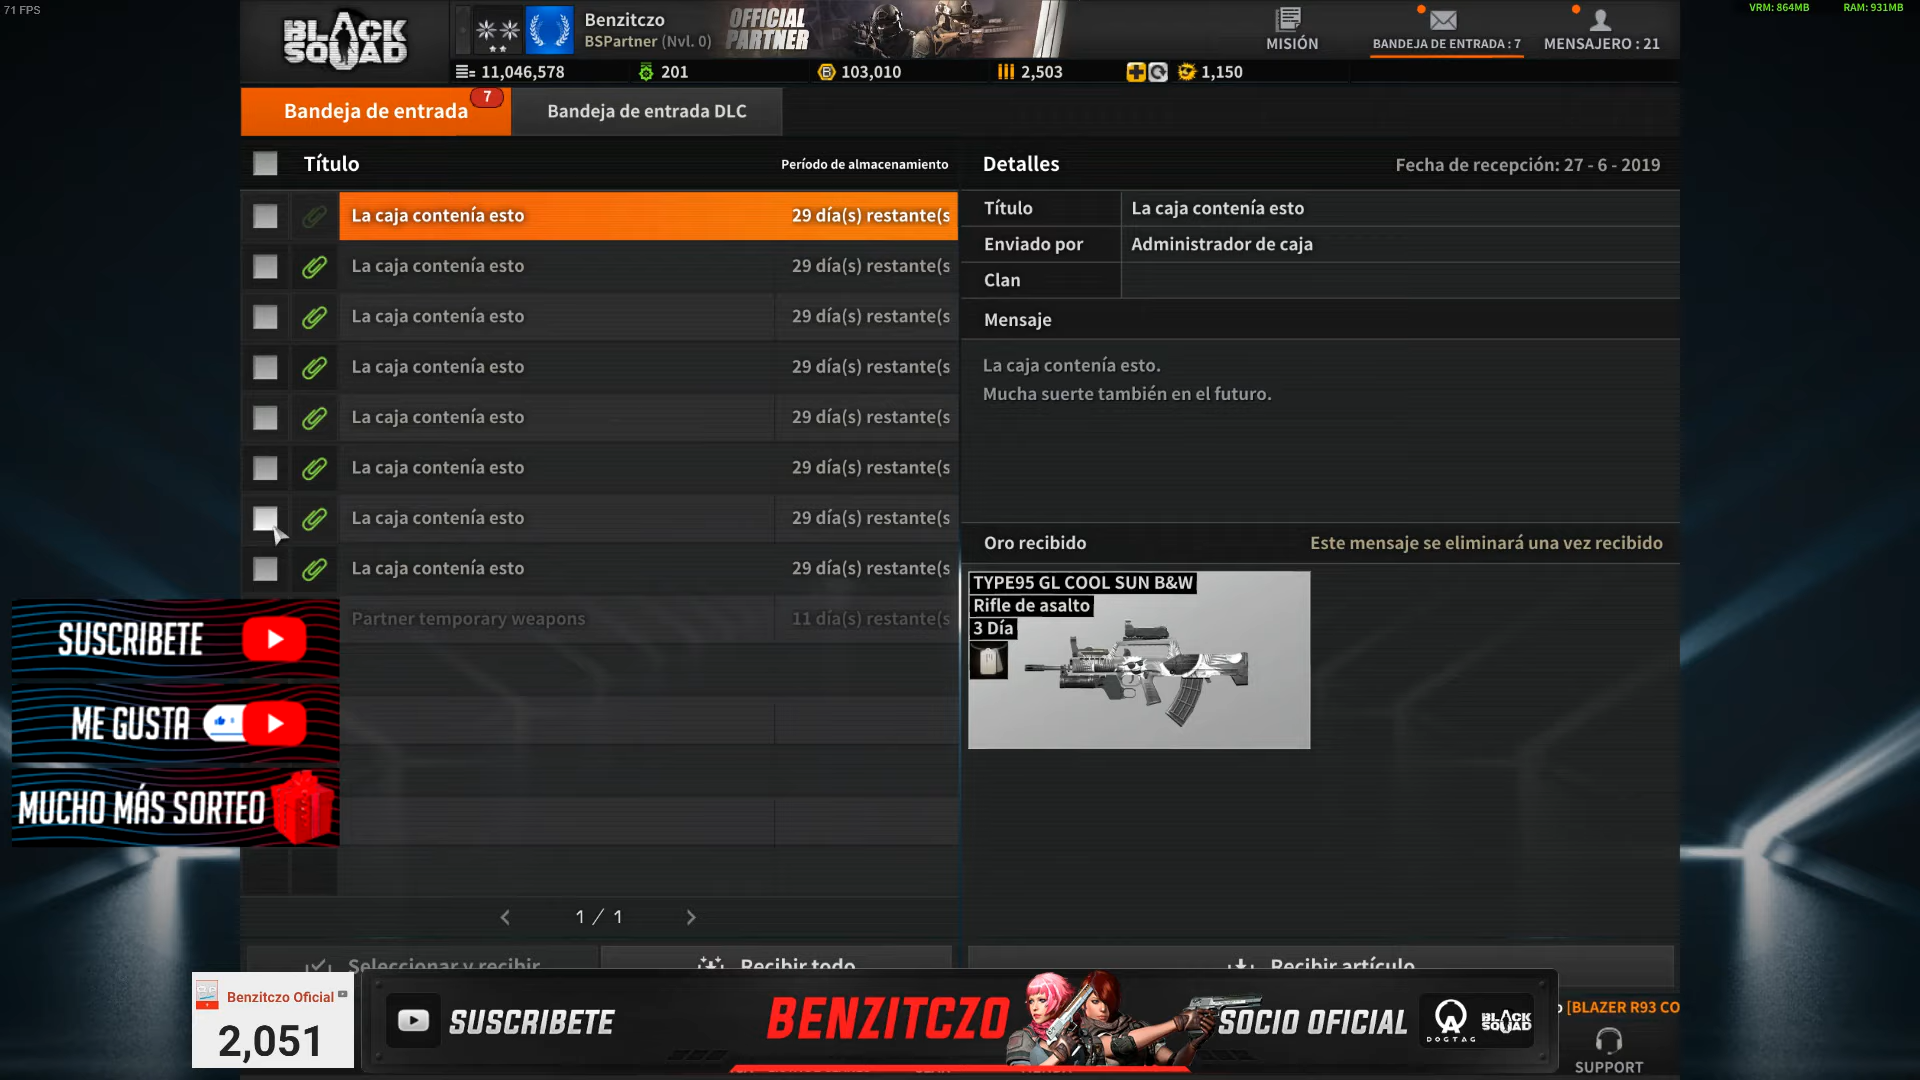 71 FPS
VRM: 864MB RAM: 931MB
BLACK SQUAD
Benzitczo
BSPartner (Nvl. 0)
OFFICIAL PARTNER
MISIÓN
BANDEJA DE ENTRADA : 7
MENSAJERO : 21
11,046,578
201
103,010
2,503
1,150
Bandeja de entrada
7
Bandeja de entrada DLC
Título
Período de almacenamiento
Detalles
Fecha de recepción: 27 - 6 - 2019
La caja contenía esto 29 día(s) restante(s
La caja contenía esto 29 día(s) restante(s
La caja contenía esto 29 día(s) restante(s
La caja contenía esto 29 día(s) restante(s
La caja contenía esto 29 día(s) restante(s
La caja contenía esto 29 día(s) restante(s
La caja contenía esto 29 día(s) restante(s
La caja contenía esto 29 día(s) restante(s
Partner temporary weapons 11 día(s) restante(s
Título La caja contenía esto
Enviado por Administrador de caja
Clan
Mensaje
La caja contenía esto.
Mucha suerte también en el futuro.
Oro recibido
Este mensaje se eliminará una vez recibido
TYPE95 GL COOL SUN B&W
Rifle de asalto
3 Día
SUSCRIBETE
ME GUSTA
MUCHO MÁS SORTEO
1 / 1
Seleccionar y recibir
Recibir todo
Recibir artículo
Benzitczo Oficial
2,051
SUSCRIBETE
BENZITCZO
SOCIO OFICIAL
DOGTAG
BLACK SQUAD
[BLAZER R93 CO
SUPPORT